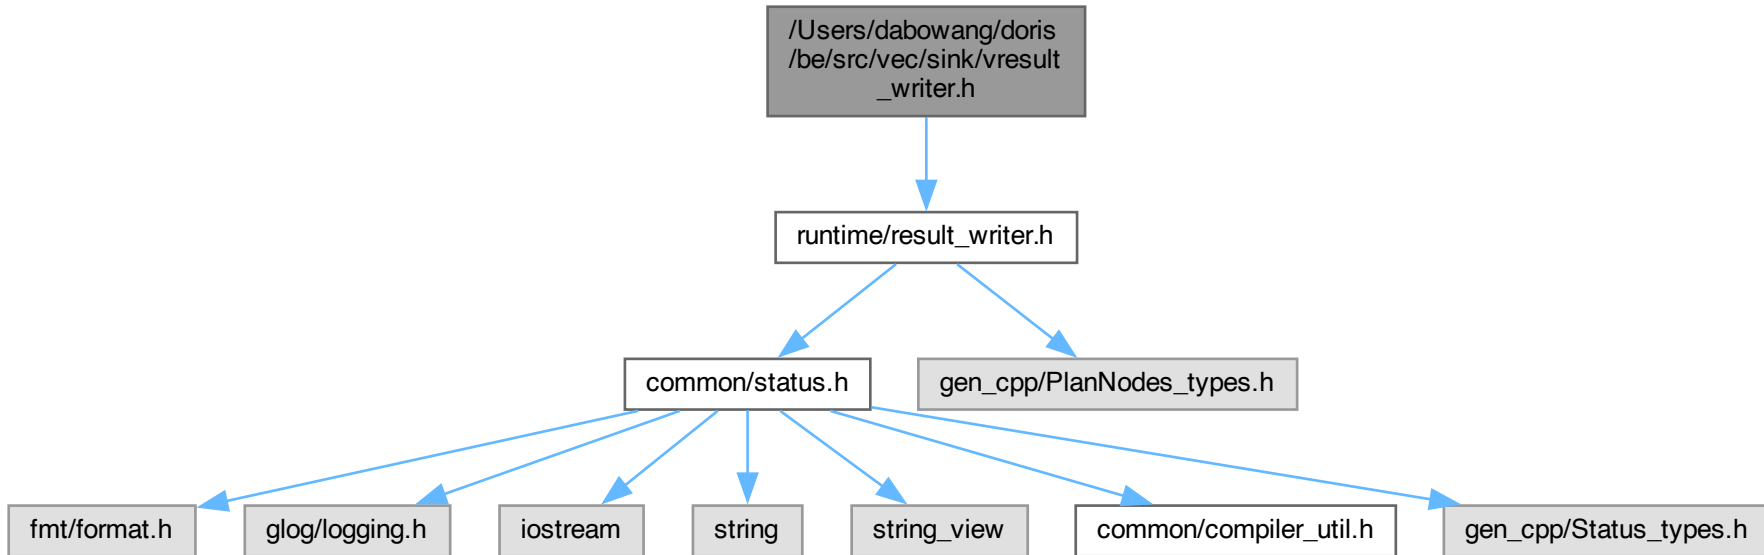 /Users/dabowang/doris
/be/src/vec/sink/vresult
_writer.h
runtime/result_writer.h
common/status.h
gen_cpp/PlanNodes_types.h
fmt/format.h
glog/logging.h
iostream
string
string_view
common/compiler_util.h
gen_cpp/Status_types.h